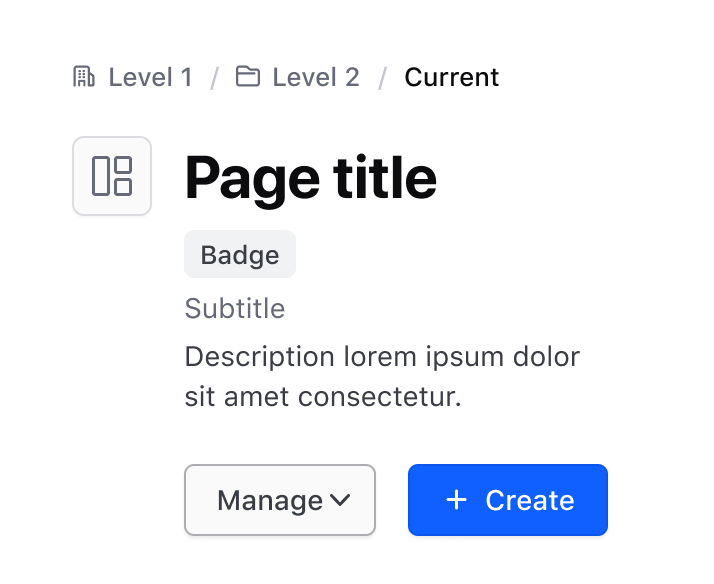 Level 1 / Level 2 / Current
Page title
Badge
Subtitle
Description lorem ipsum dolor
sit amet consectetur.
Manage + Create